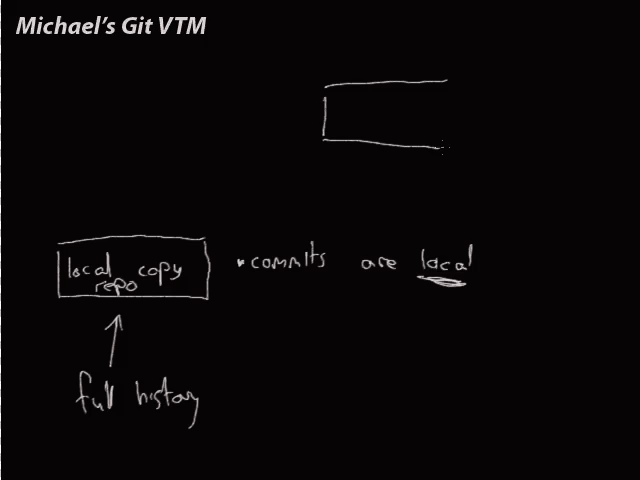 Michael's Git VTM
local copy
repo
• commits are local
full history